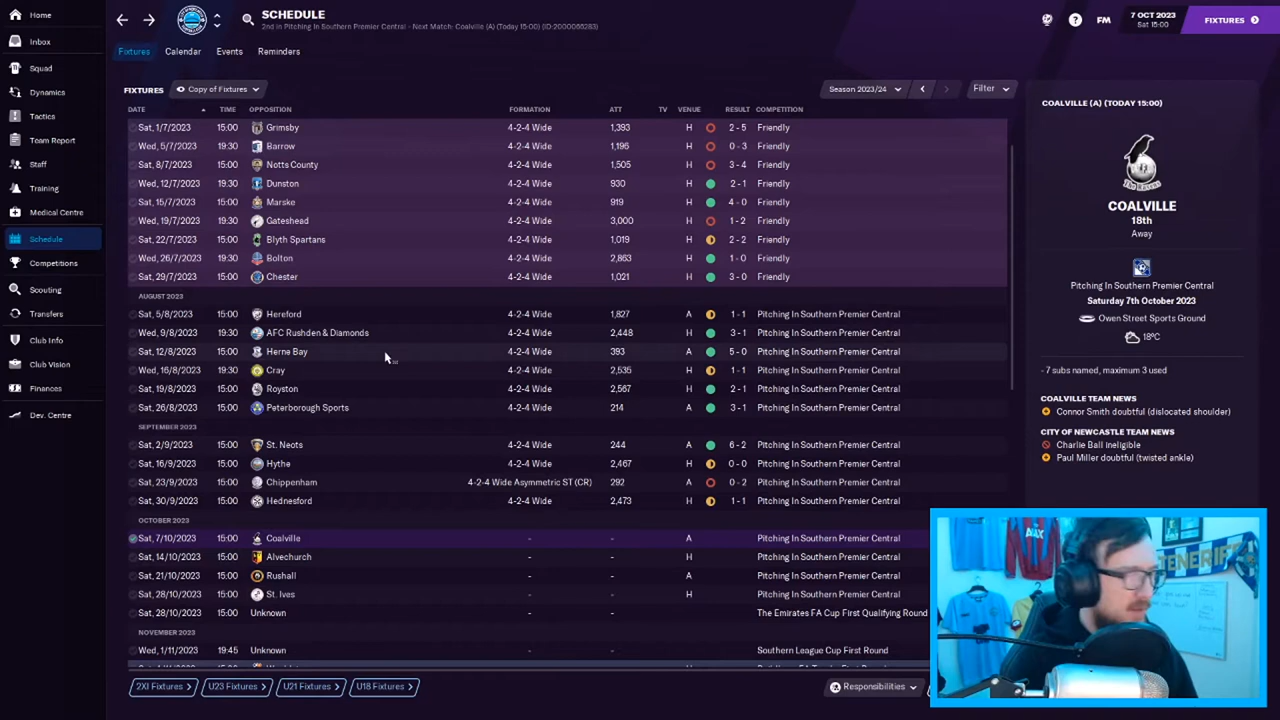 Home
Inbox
Squad
Dynamics
Tactics
Team Report
Staff
Training
Medical Centre
Schedule
Competitions
Scouting
Transfers
Club Info
Club Vision
Finances
Dev. Centre
SCHEDULE
2nd in Pitching In Southern Premier Central - Next Match: Coalville (A) (Today 15:00) (ID:2000066283)
FM
7 OCT 2023
Sat 15:00
FIXTURES
Fixtures Calendar Events Reminders
FIXTURES Copy of Fixtures Season 2023/24 Filter
DATE TIME OPPOSITION FORMATION ATT TV VENUE RESULT COMPETITION
Sat, 1/7/2023 15:00 Grimsby 4-2-4 Wide 1,393 H 2 - 5 Friendly
Wed, 5/7/2023 19:30 Barrow 4-2-4 Wide 1,196 H 0 - 3 Friendly
Sat, 8/7/2023 15:00 Notts County 4-2-4 Wide 1,505 H 3 - 4 Friendly
Wed, 12/7/2023 19:30 Dunston 4-2-4 Wide 930 H 2 - 1 Friendly
Sat, 15/7/2023 15:00 Marske 4-2-4 Wide 919 H 4 - 0 Friendly
Wed, 19/7/2023 19:30 Gateshead 4-2-4 Wide 3,000 H 1 - 2 Friendly
Sat, 22/7/2023 15:00 Blyth Spartans 4-2-4 Wide 1,019 H 2 - 2 Friendly
Wed, 26/7/2023 19:30 Bolton 4-2-4 Wide 2,863 H 1 - 0 Friendly
Sat, 29/7/2023 15:00 Chester 4-2-4 Wide 1,021 H 3 - 0 Friendly
AUGUST 2023
Sat, 5/8/2023 15:00 Hereford 4-2-4 Wide 1,827 A 1 - 1 Pitching In Southern Premier Central
Wed, 9/8/2023 19:30 AFC Rushden & Diamonds 4-2-4 Wide 2,448 H 3 - 1 Pitching In Southern Premier Central
Sat, 12/8/2023 15:00 Herne Bay 4-2-4 Wide 393 A 5 - 0 Pitching In Southern Premier Central
Wed, 16/8/2023 19:30 Cray 4-2-4 Wide 2,535 H 1 - 1 Pitching In Southern Premier Central
Sat, 19/8/2023 15:00 Royston 4-2-4 Wide 2,567 H 2 - 1 Pitching In Southern Premier Central
Sat, 26/8/2023 15:00 Peterborough Sports 4-2-4 Wide 214 A 3 - 1 Pitching In Southern Premier Central
SEPTEMBER 2023
Sat, 2/9/2023 15:00 St. Neots 4-2-4 Wide 244 A 6 - 2 Pitching In Southern Premier Central
Sat, 16/9/2023 15:00 Hythe 4-2-4 Wide 2,467 H 0 - 0 Pitching In Southern Premier Central
Sat, 23/9/2023 15:00 Chippenham 4-2-4 Wide Asymmetric ST (CR) 292 A 0 - 2 Pitching In Southern Premier Central
Sat, 30/9/2023 15:00 Hednesford 4-2-4 Wide 2,473 H 1 - 1 Pitching In Southern Premier Central
OCTOBER 2023
Sat, 7/10/2023 15:00 Coalville - - A Pitching In Southern Premier Central
Sat, 14/10/2023 15:00 Alvechurch - - H Pitching In Southern Premier Central
Sat, 21/10/2023 15:00 Rushall - - A Pitching In Southern Premier Central
Sat, 28/10/2023 15:00 St. Ives - - H Pitching In Southern Premier Central
Sat, 28/10/2023 15:00 Unknown - - The Emirates FA Cup First Qualifying Round
NOVEMBER 2023
Wed, 1/11/2023 19:45 Unknown - - Southern League Cup First Round
2XI Fixtures U23 Fixtures U21 Fixtures U18 Fixtures Responsibilities
COALVILLE (A) (TODAY 15:00)
COALVILLE
18th
Away
Pitching In Southern Premier Central
Saturday 7th October 2023
Owen Street Sports Ground
18ºC
- 7 subs named, maximum 3 used
COALVILLE TEAM NEWS
Connor Smith doubtful (dislocated shoulder)
CITY OF NEWCASTLE TEAM NEWS
Charlie Ball ineligible
Paul Miller doubtful (twisted ankle)
TENERIF